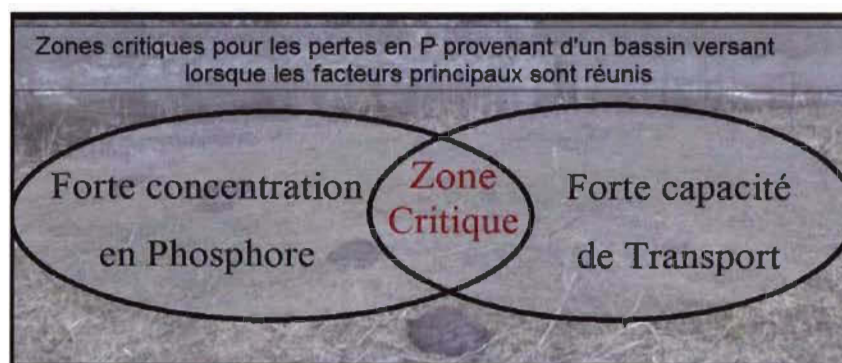 Zones critiques pour les pertes en P provenant d'un bassin versant
lorsque les facteurs principaux sont réunis
Forte concentration
en Phosphore
Zone
Critique
Forte capacité
de Transport